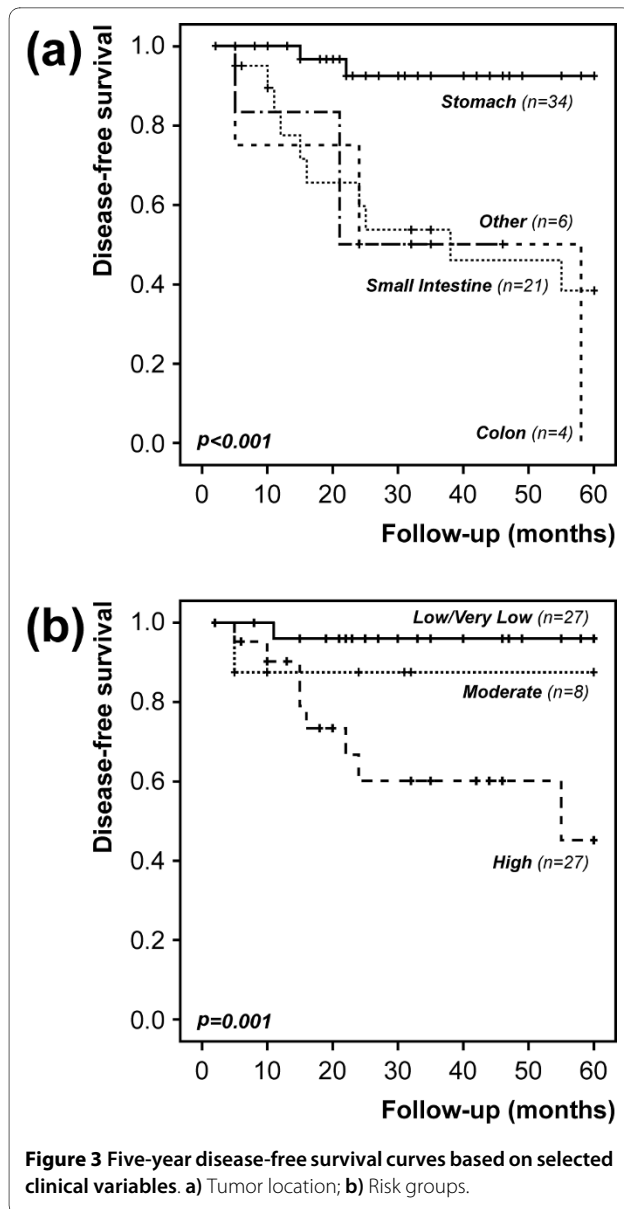 (a)
Disease-free survival
1.0
0.8
0.6
0.4
0.2
0.0
Stomach (n=34)
Other (n=6)
Small Intestine (n=21)
Colon (n=4)
p<0.001
0 10 20 30 40 50 60
Follow-up (months)
(b)
Disease-free survival
1.0
0.8
0.6
0.4
0.2
0.0
Low/Very Low (n=27)
Moderate (n=8)
High (n=27)
p=0.001
0 10 20 30 40 50 60
Follow-up (months)
Figure 3 Five-year disease-free survival curves based on selected
clinical variables. a) Tumor location; b) Risk groups.